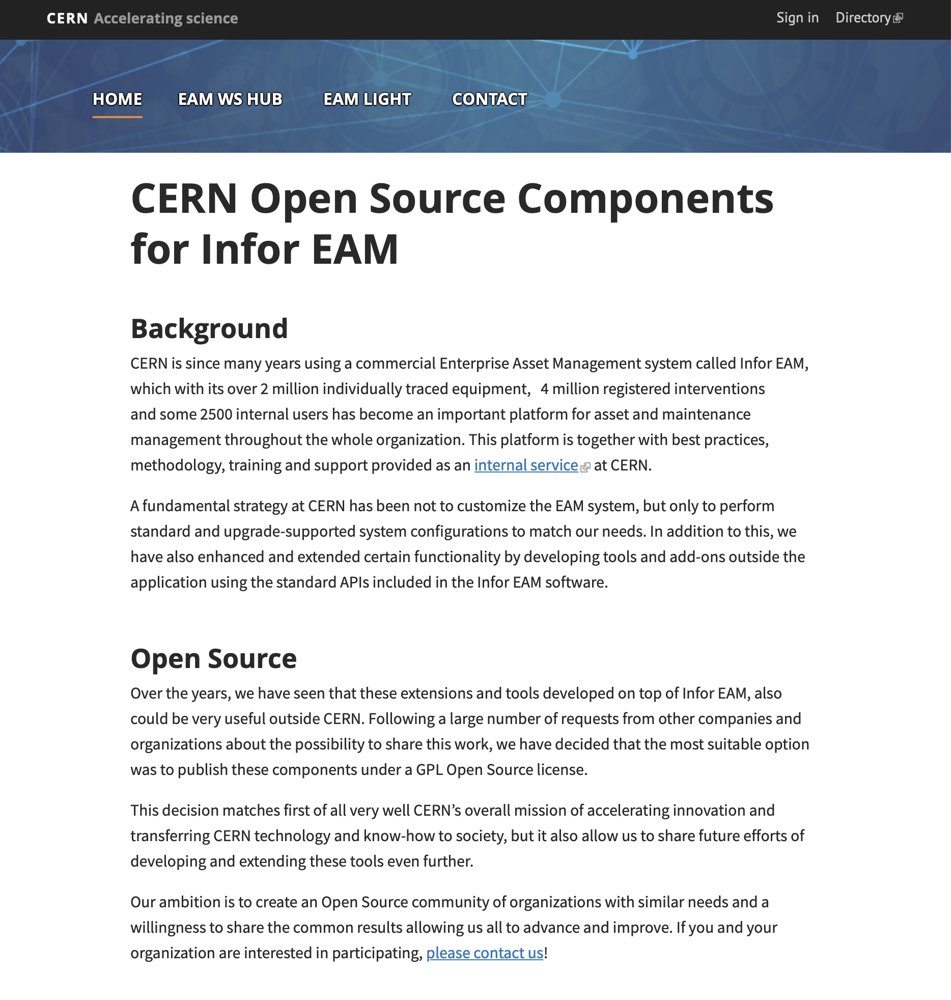 CERN Accelerating science
Sign in Directory
HOME EAM WS HUB EAM LIGHT CONTACT
CERN Open Source Components
for Infor EAM
Background
CERN is since many years using a commercial Enterprise Asset Management system called Infor EAM,
which with its over 2 million individually traced equipment,   4 million registered interventions
and some 2500 internal users has become an important platform for asset and maintenance
management throughout the whole organization. This platform is together with best practices,
methodology, training and support provided as an internal service at CERN.
A fundamental strategy at CERN has been not to customize the EAM system, but only to perform
standard and upgrade-supported system configurations to match our needs. In addition to this, we
have also enhanced and extended certain functionality by developing tools and add-ons outside the
application using the standard APIs included in the Infor EAM software.
Open Source
Over the years, we have seen that these extensions and tools developed on top of Infor EAM, also
could be very useful outside CERN. Following a large number of requests from other companies and
organizations about the possibility to share this work, we have decided that the most suitable option
was to publish these components under a GPL Open Source license.
This decision matches first of all very well CERN’s overall mission of accelerating innovation and
transferring CERN technology and know-how to society, but it also allow us to share future efforts of
developing and extending these tools even further.
Our ambition is to create an Open Source community of organizations with similar needs and a
willingness to share the common results allowing us all to advance and improve. If you and your
organization are interested in participating, please contact us!